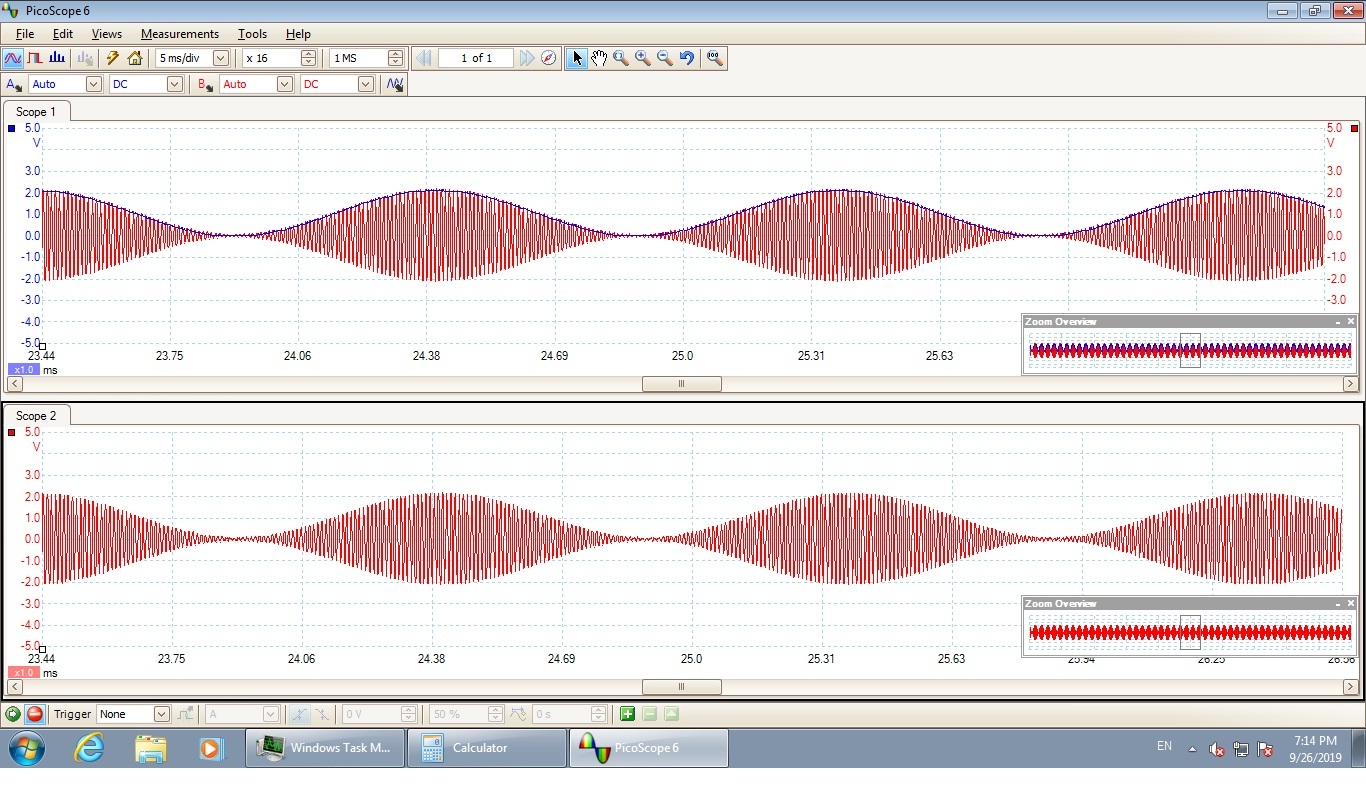 PicoScope 6
File Edit Views Measurements Tools Help
5 ms/div x 16 1 MS 1 of 1
A Auto DC B Auto DC
Scope 1
5.0 5.0
V V
3.0 3.0
2.0 2.0
1.0 1.0
0.0 0.0
-1.0 -1.0
-2.0 -2.0
-3.0 -3.0
-4.0 Zoom Overview
-5.0
23.44 23.75 24.06 24.38 24.69 25.0 25.31 25.63
x1.0 ms
Scope 2
5.0
V
3.0
2.0
1.0
0.0
-1.0
-2.0
-3.0 Zoom Overview
-4.0
-5.0
23.44 23.75 24.06 24.38 24.69 25.0 25.31 25.63 25.94 26.25 26.56
x1.0 ms
Trigger None A 0 V 50 % 0 s
Windows Task M... Calculator PicoScope 6 EN 7:14 PM
9/26/2019